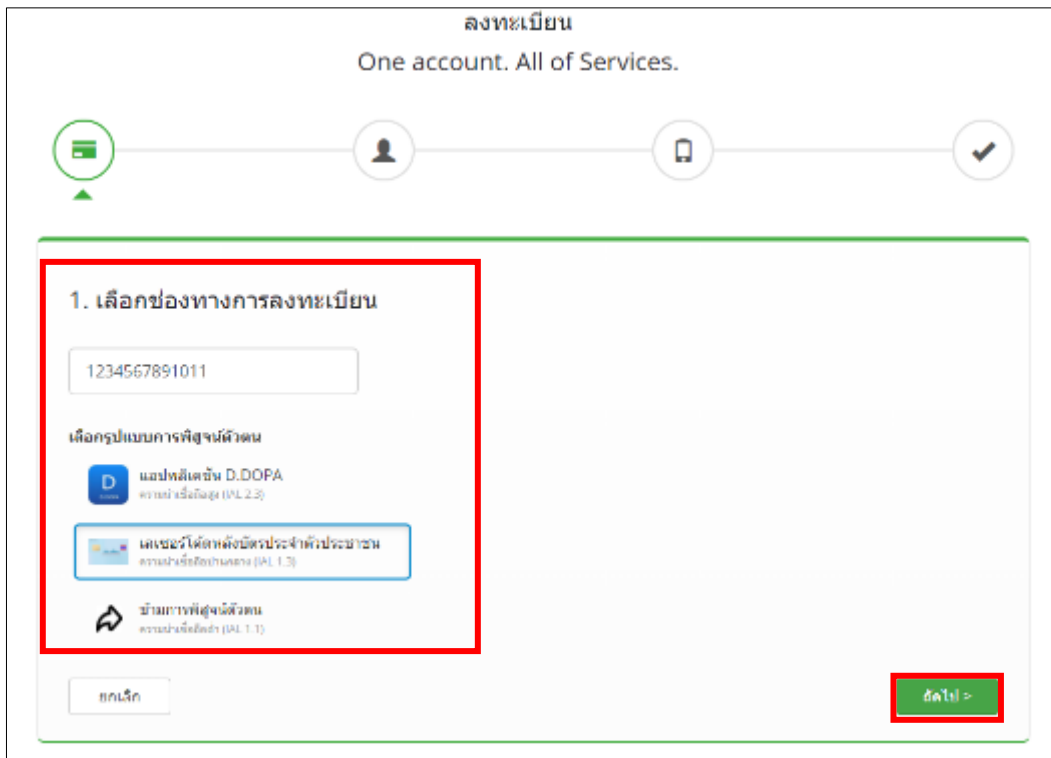 ลงทะเบียน
One account. All of Services.
1. เลือกช่องทางการลงทะเบียน
1234567891011
เลือกรูปแบบการพิสูจน์ตัวตน
D
แอปพลิเคชัน D.DOPA
ความน่าเชื่อถือสูง (IAL 2.3)
เลเซอร์โค้ดหลังบัตรประจำตัวประชาชน
ความน่าเชื่อถือปานกลาง (IAL 1.3)
ข้ามการพิสูจน์ตัวตน
ความน่าเชื่อถือต่ำ (IAL 1.1)
ยกเลิก
ถัดไป >